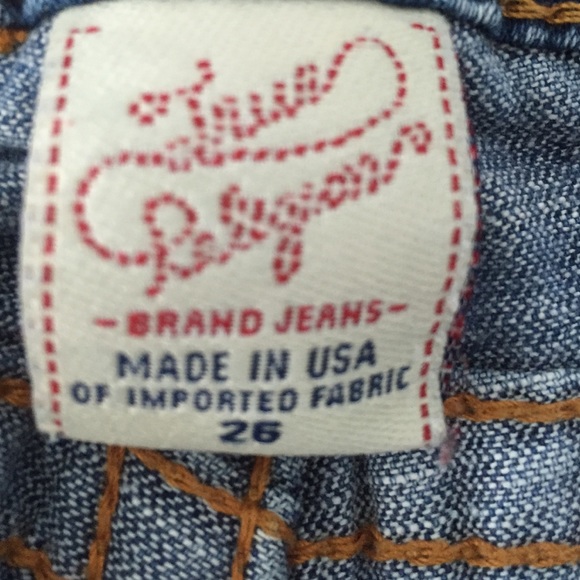 True
Religion
-BRAND JEANS-
MADE IN USA
OF IMPORTED FABRIC
26